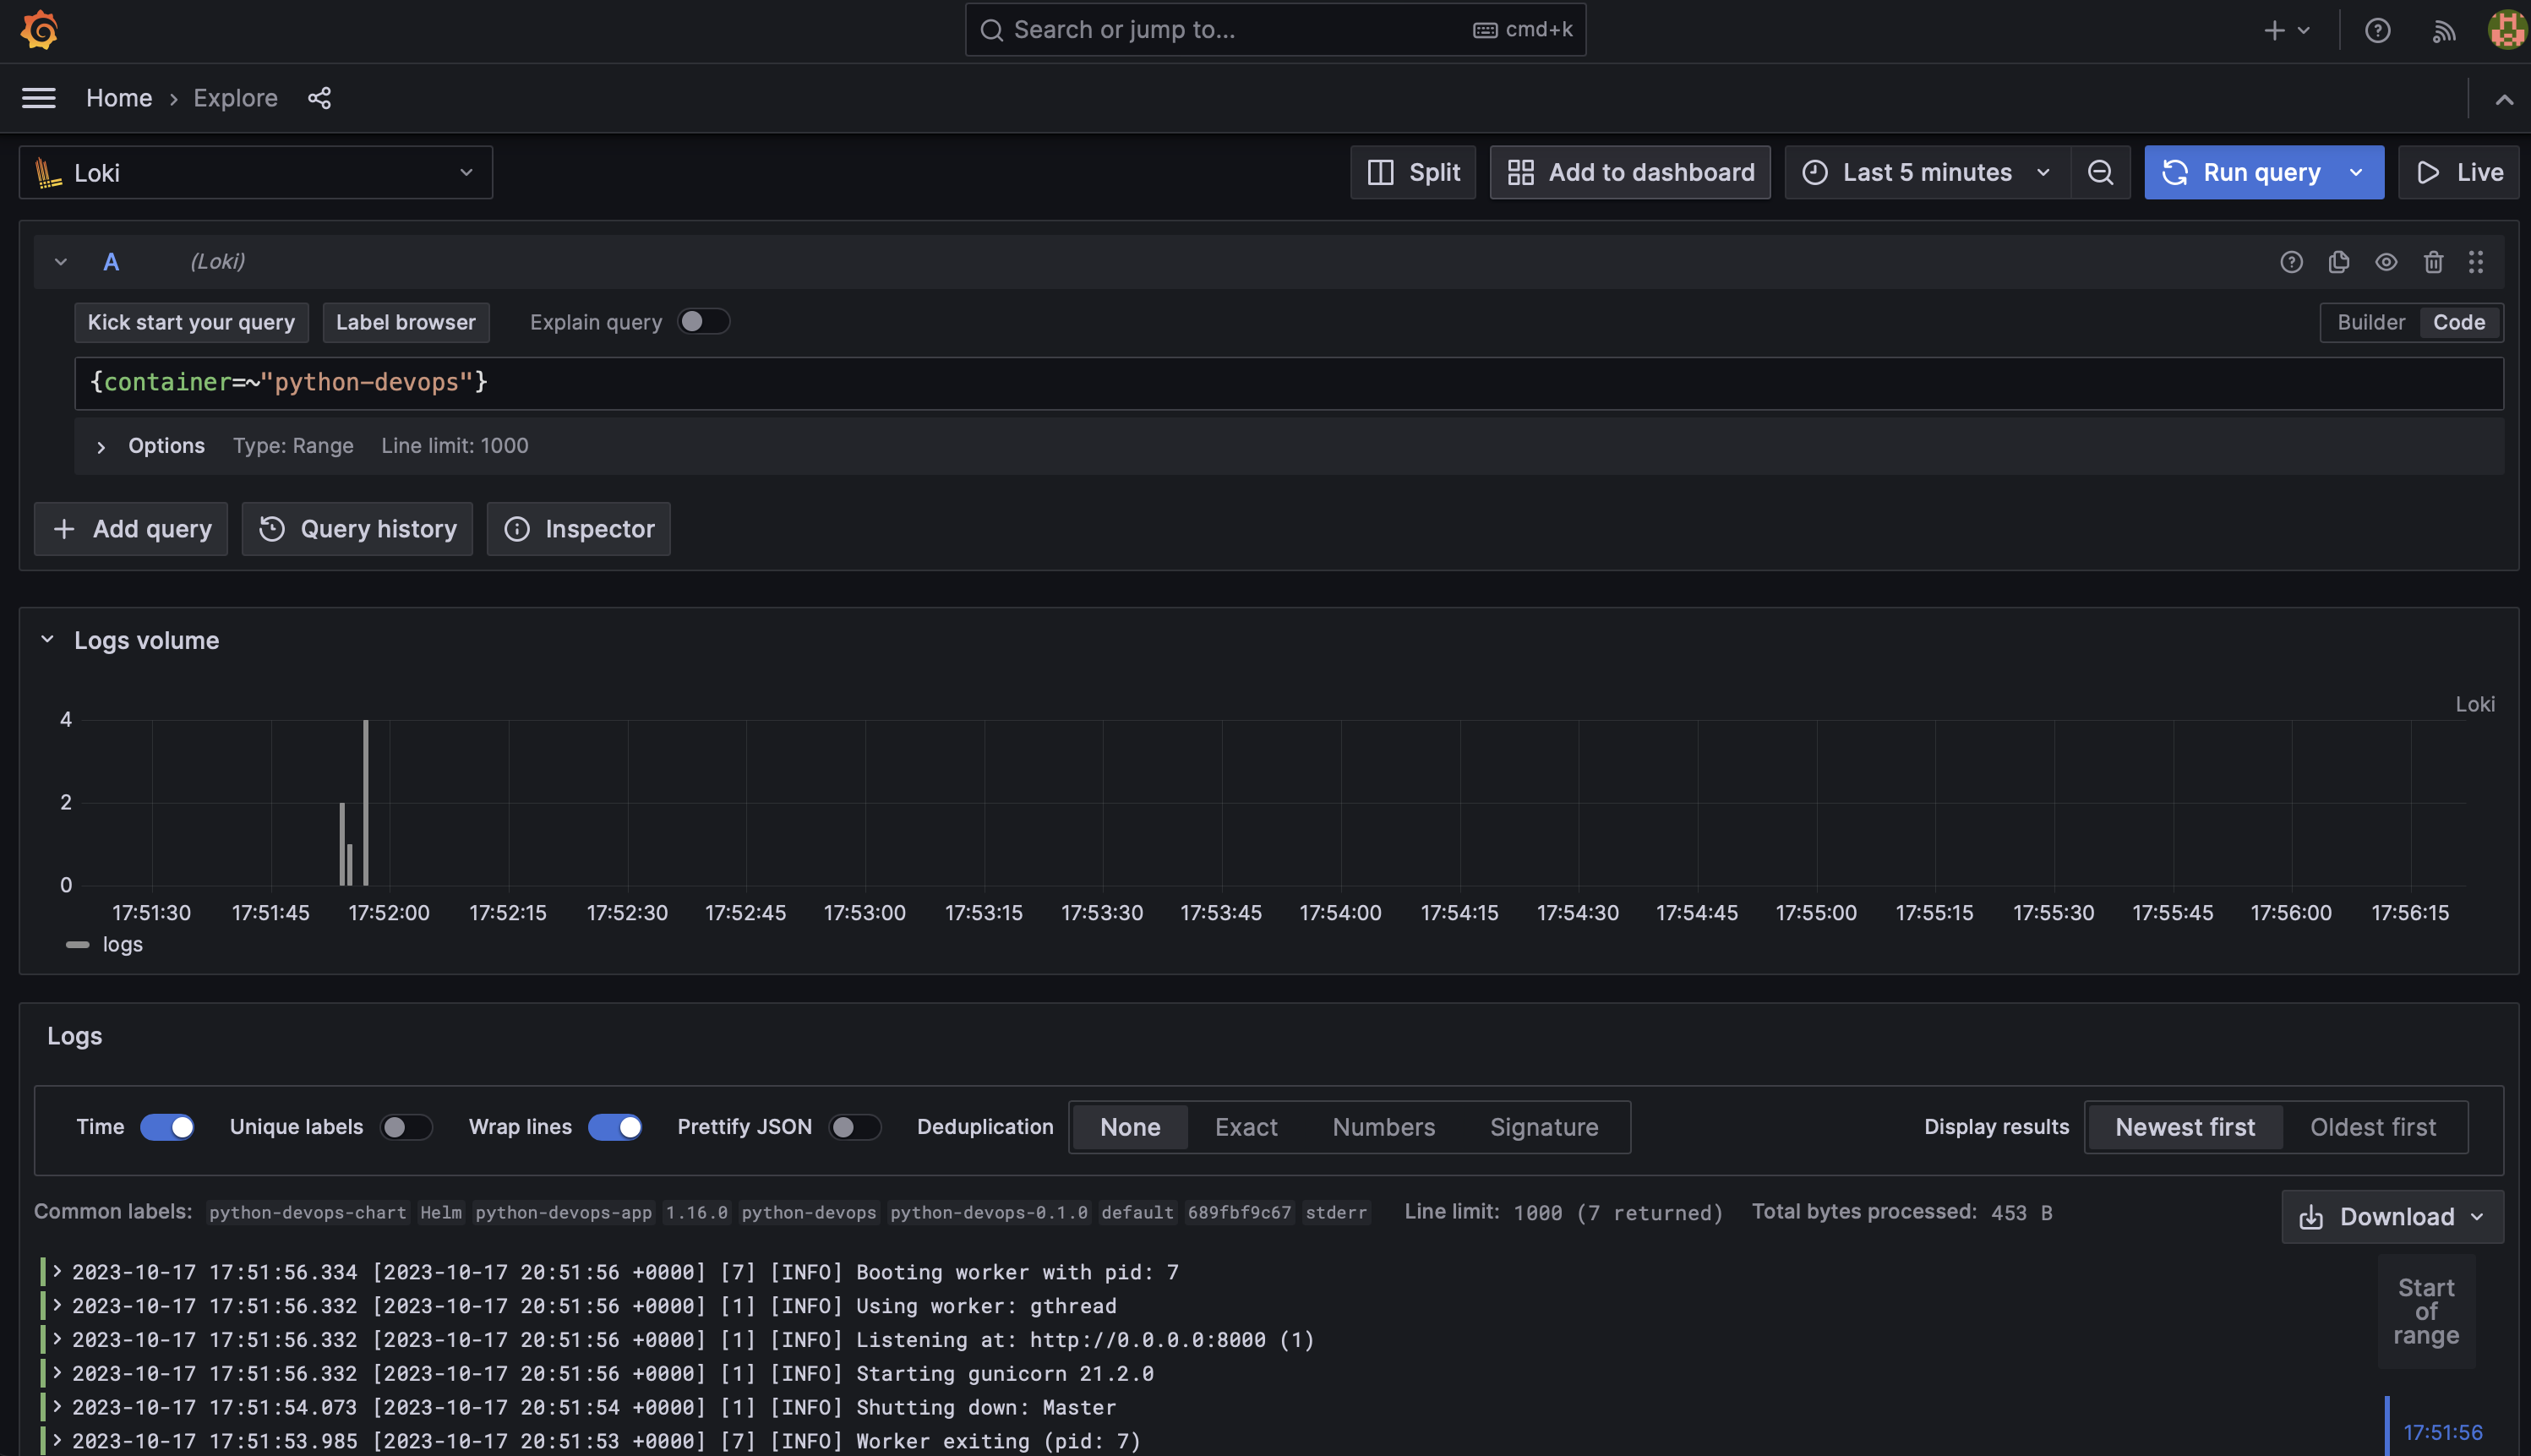 Search or jump to... cmd+k
Home › Explore
Loki Split Add to dashboard Last 5 minutes Run query Live
A (Loki)
Kick start your query Label browser Explain query Builder Code
{container=~"python-devops"}
Options Type: Range Line limit: 1000
+ Add query Query history Inspector
Logs volume
Loki
4
2
0
17:51:30 17:51:45 17:52:00 17:52:15 17:52:30 17:52:45 17:53:00 17:53:15 17:53:30 17:53:45 17:54:00 17:54:15 17:54:30 17:54:45 17:55:00 17:55:15 17:55:30 17:55:45 17:56:00 17:56:15
logs
Logs
Time Unique labels Wrap lines Prettify JSON Deduplication None Exact Numbers Signature Display results Newest first Oldest first
Common labels: python-devops-chart Helm python-devops-app 1.16.0 python-devops python-devops-0.1.0 default 689fbf9c67 stderr Line limit: 1000 (7 returned) Total bytes processed: 453 B Download
> 2023-10-17 17:51:56.334 [2023-10-17 20:51:56 +0000] [7] [INFO] Booting worker with pid: 7
> 2023-10-17 17:51:56.332 [2023-10-17 20:51:56 +0000] [1] [INFO] Using worker: gthread
> 2023-10-17 17:51:56.332 [2023-10-17 20:51:56 +0000] [1] [INFO] Listening at: http://0.0.0.0:8000 (1)
> 2023-10-17 17:51:56.332 [2023-10-17 20:51:56 +0000] [1] [INFO] Starting gunicorn 21.2.0
> 2023-10-17 17:51:54.073 [2023-10-17 20:51:54 +0000] [1] [INFO] Shutting down: Master
> 2023-10-17 17:51:53.985 [2023-10-17 20:51:53 +0000] [7] [INFO] Worker exiting (pid: 7)
Start
of
range
17:51:56